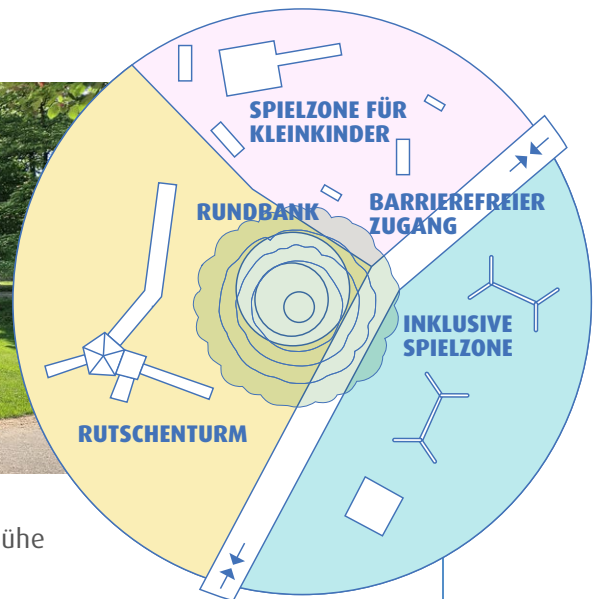 SPIELZONE FÜR
KLEINKINDER
RUNDBANK
BARRIEREFREIER
ZUGANG
INKLUSIVE
SPIELZONE
RUTSCHENTURM